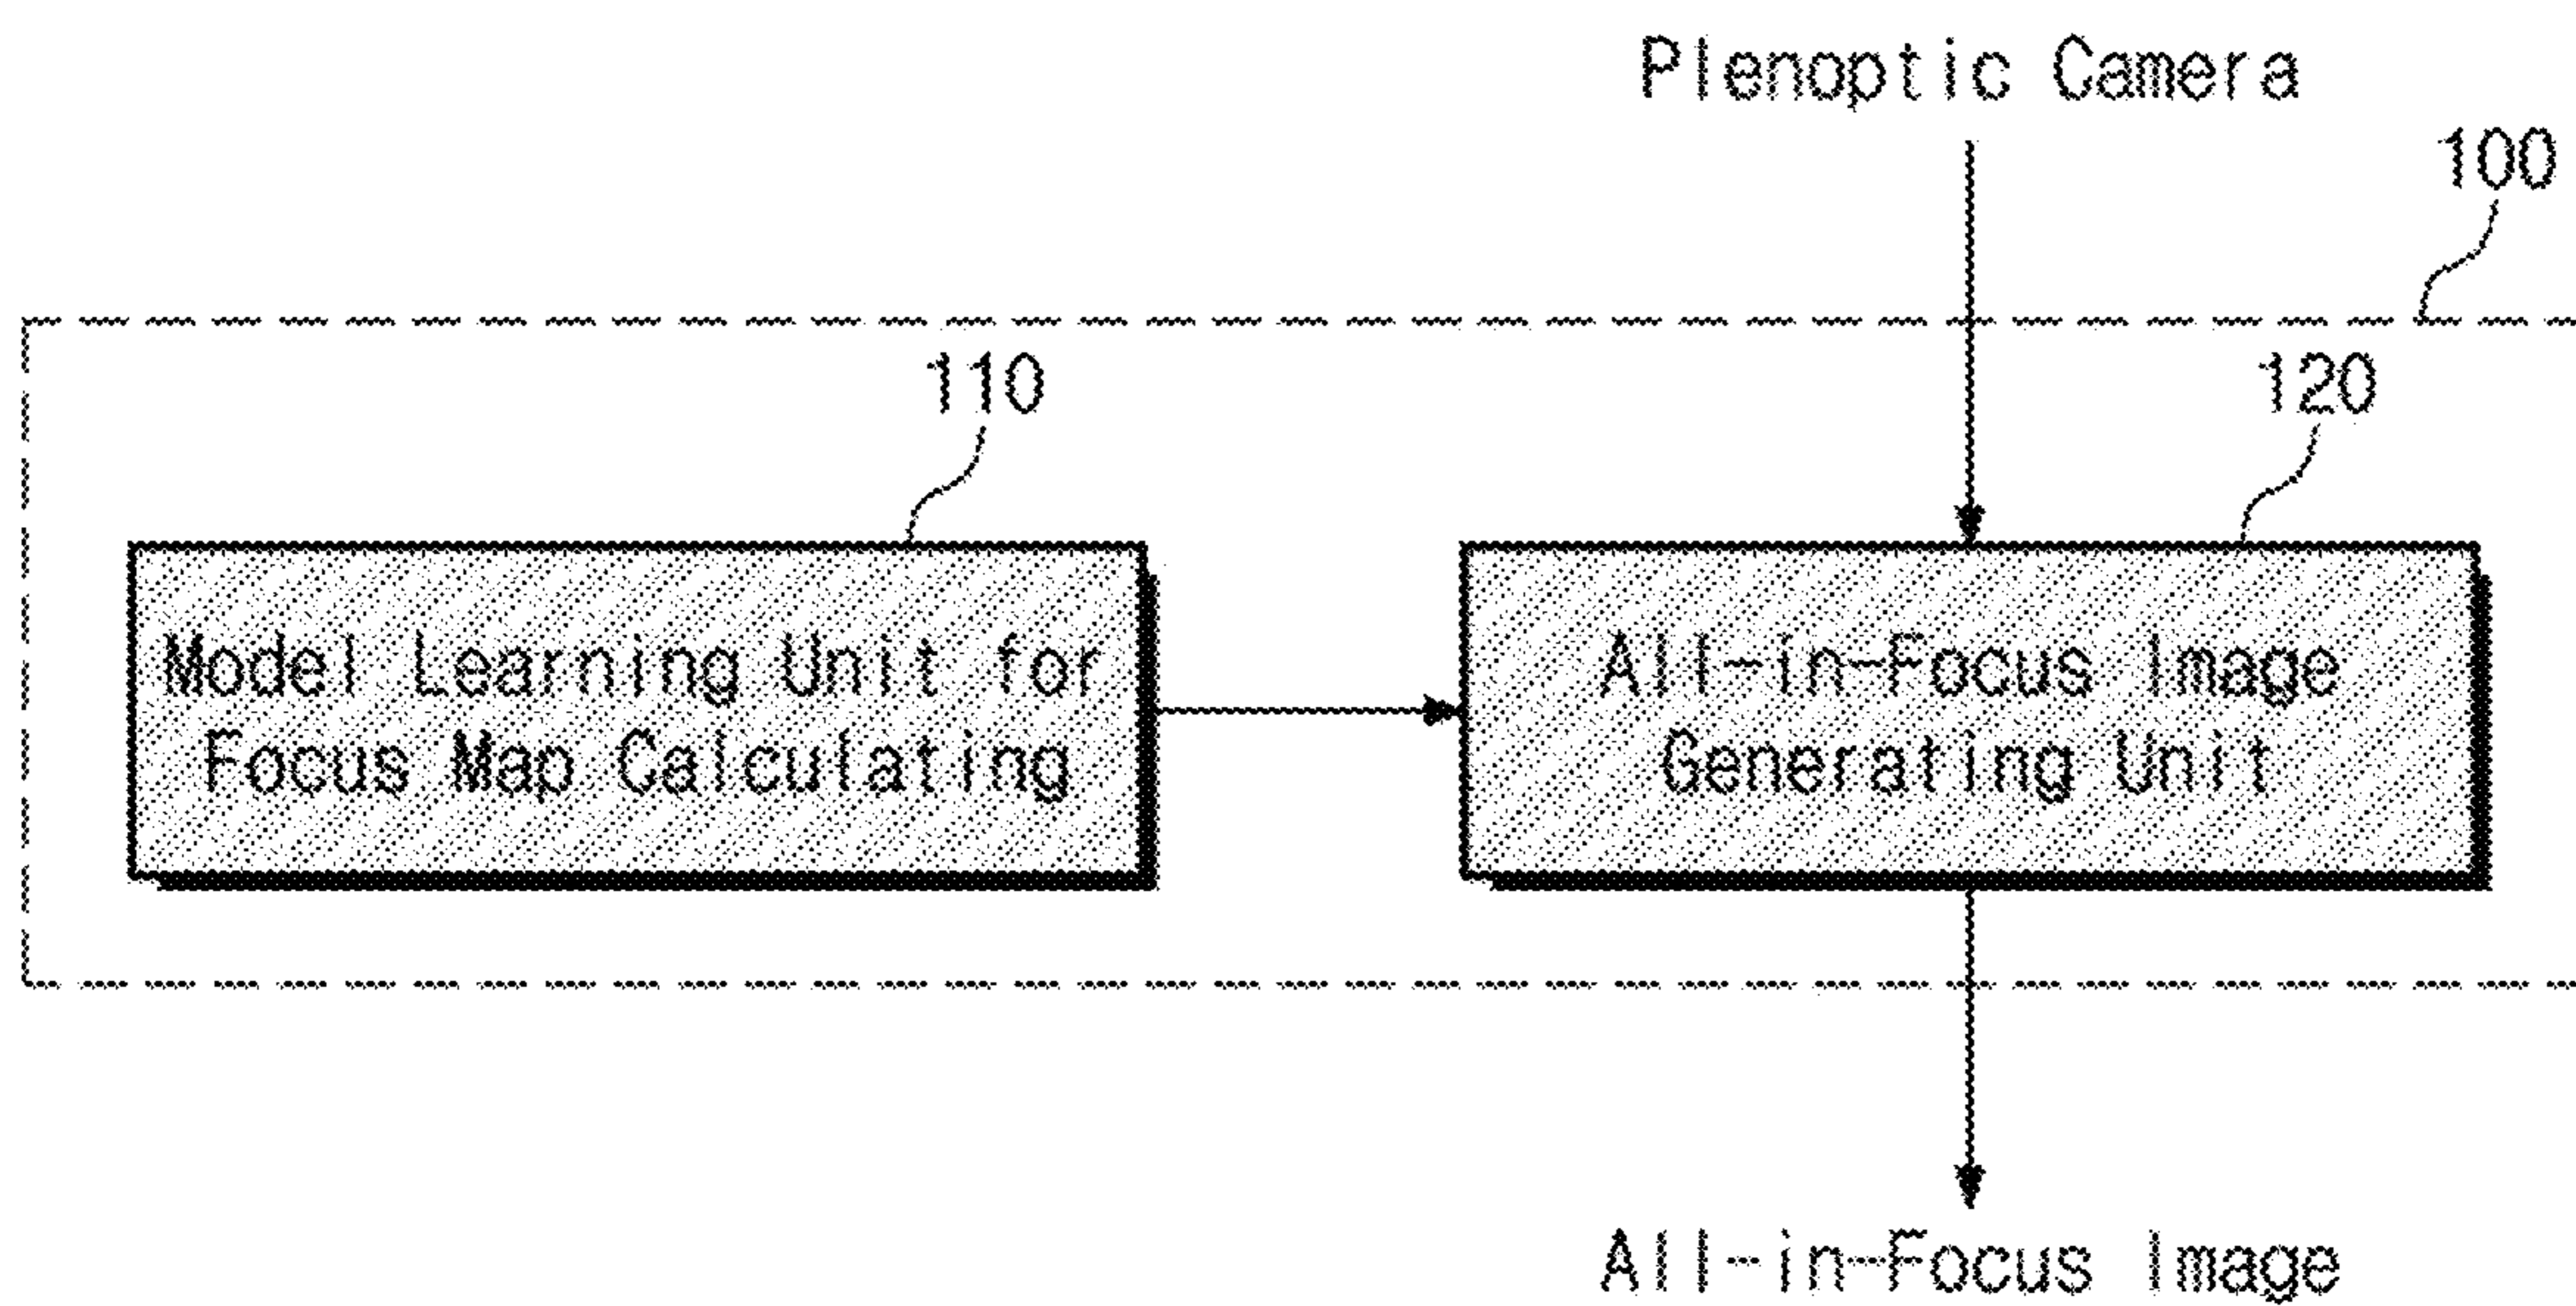 Plenoptic Camera
100
110
120
Model Learning Unit for
Focus Map Calculating
All-in-Focus Image
Generating Unit
All-in-Focus Image